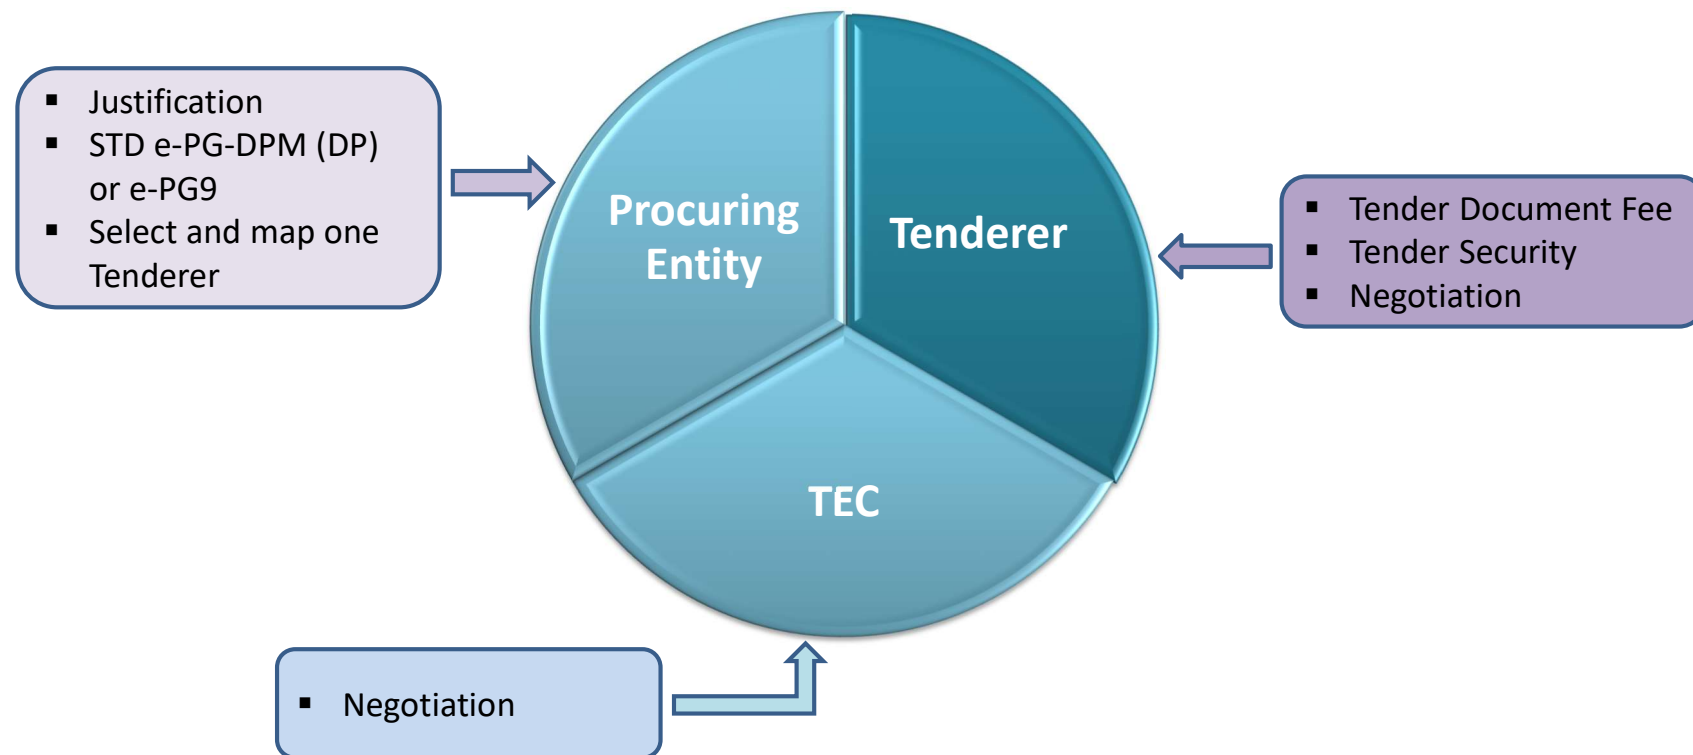 ▪ Justification
▪ STD e-PG-DPM (DP)
or e-PG9
▪ Select and map one
Tenderer
Procuring
Entity
Tenderer
▪ Tender Document Fee
▪ Tender Security
▪ Negotiation
TEC
▪ Negotiation